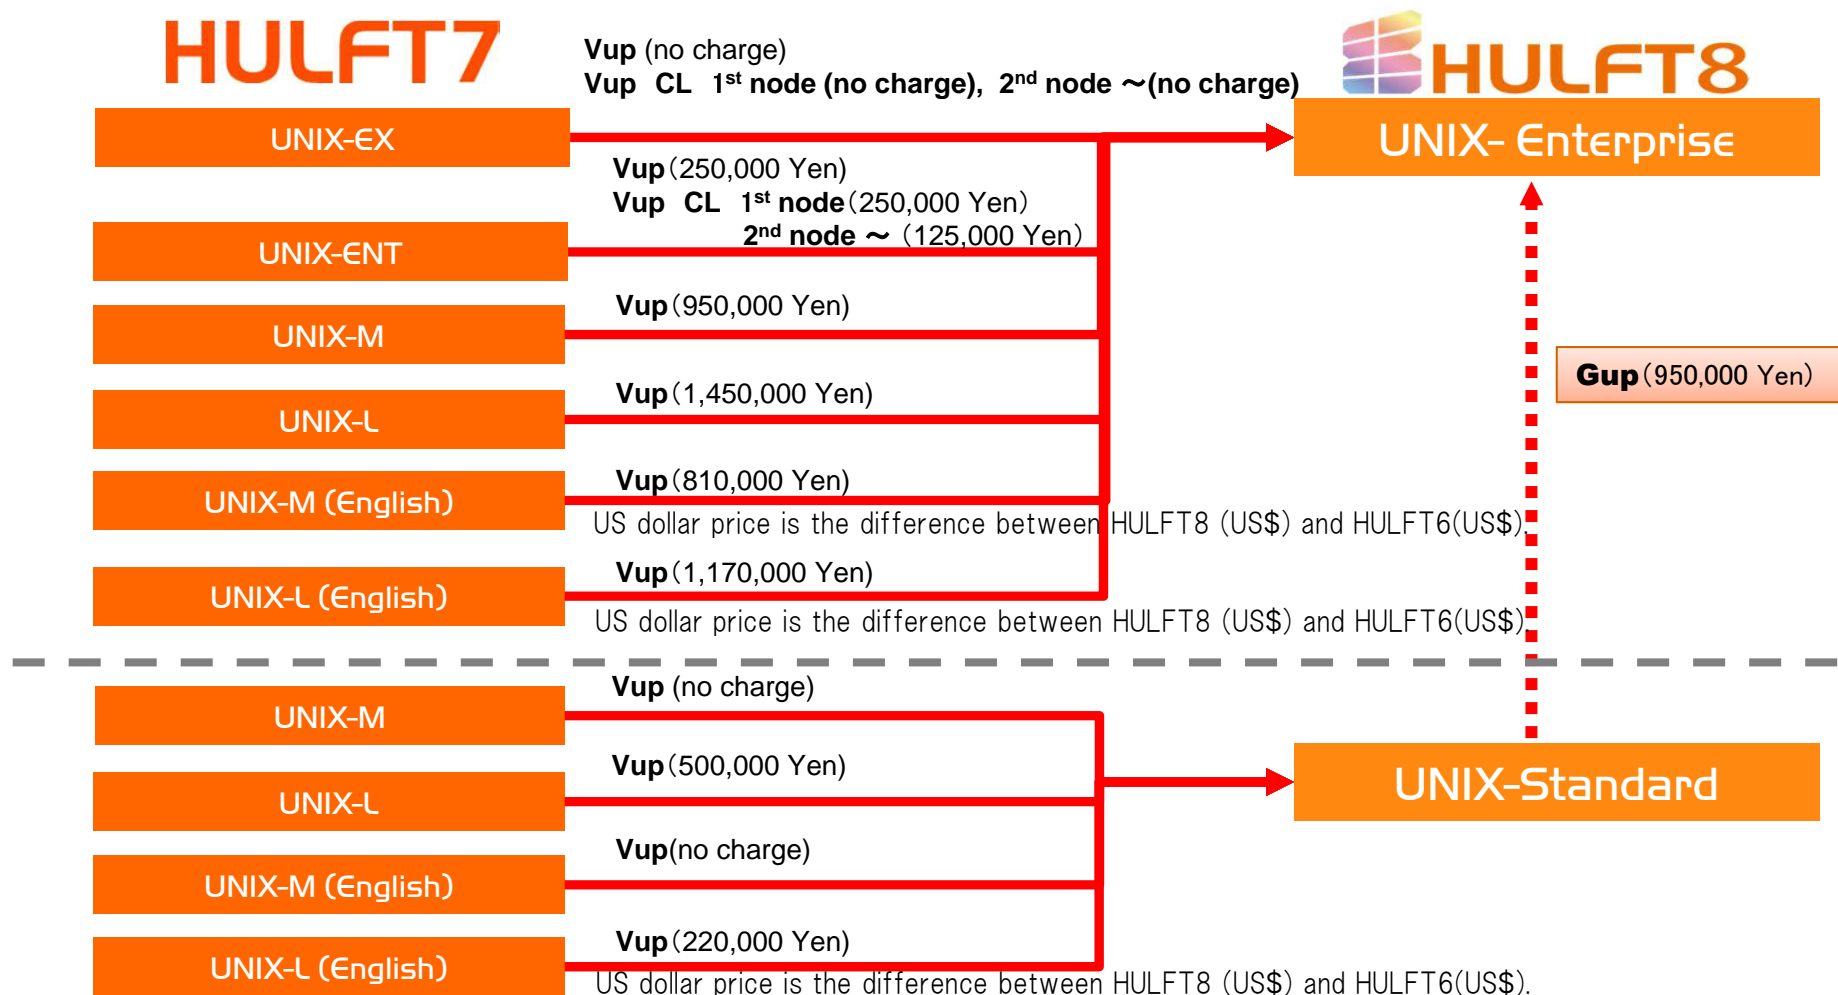 HULFT7
Vup (no charge)
Vup CL 1st node (no charge), 2nd node ～(no charge)
HULFT8
UNIX-EX
UNIX- Enterprise
Vup（250,000 Yen）
Vup CL 1st node（250,000 Yen）
2nd node ～ （125,000 Yen）
UNIX-ENT
Vup（950,000 Yen）
UNIX-M
Gup（950,000 Yen）
Vup（1,450,000 Yen）
UNIX-L
Vup（810,000 Yen）
UNIX-M (English)
US dollar price is the difference between HULFT8 (US$) and HULFT6(US$).
Vup（1,170,000 Yen）
UNIX-L (English)
US dollar price is the difference between HULFT8 (US$) and HULFT6(US$).
Vup (no charge)
UNIX-M
Vup（500,000 Yen）
UNIX-Standard
UNIX-L
Vup(no charge)
UNIX-M (English)
Vup（220,000 Yen）
UNIX-L (English)
US dollar price is the difference between HULFT8 (US$) and HULFT6(US$).